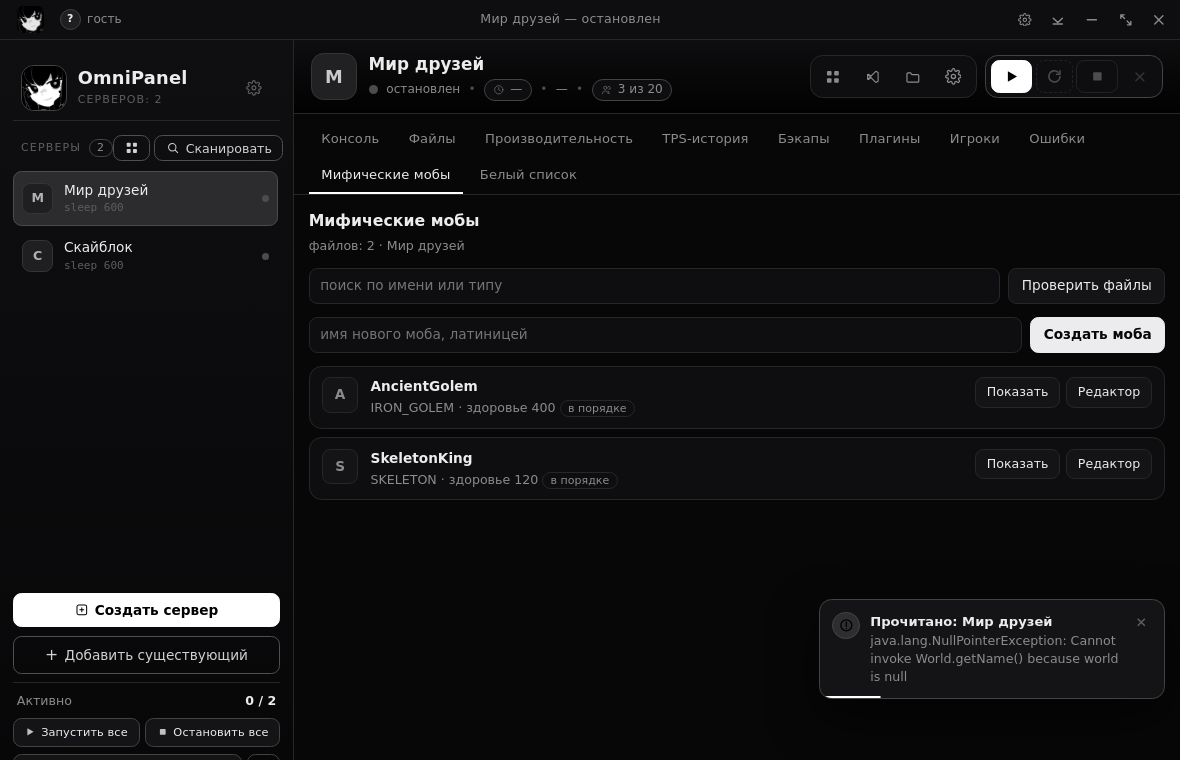 ? гость
Мир друзей — остановлен
OmniPanel
СЕРВЕРОВ: 2
СЕРВЕРЫ 2
Сканировать
М
Мир друзей
sleep 600
С
Скайблок
sleep 600
Создать сервер
+ Добавить существующий
Активно 0 / 2
Запустить все
Остановить все
М
Мир друзей
остановлен • — • — • 3 из 20
Консоль Файлы Производительность TPS-история Бэкапы Плагины Игроки Ошибки
Мифические мобы Белый список
Мифические мобы
файлов: 2 · Мир друзей
поиск по имени или типу
Проверить файлы
имя нового моба, латиницей
Создать моба
A
AncientGolem
IRON_GOLEM · здоровье 400 в порядке
Показать Редактор
S
SkeletonKing
SKELETON · здоровье 120 в порядке
Показать Редактор
Прочитано: Мир друзей
java.lang.NullPointerException: Cannot
invoke World.getName() because world
is null